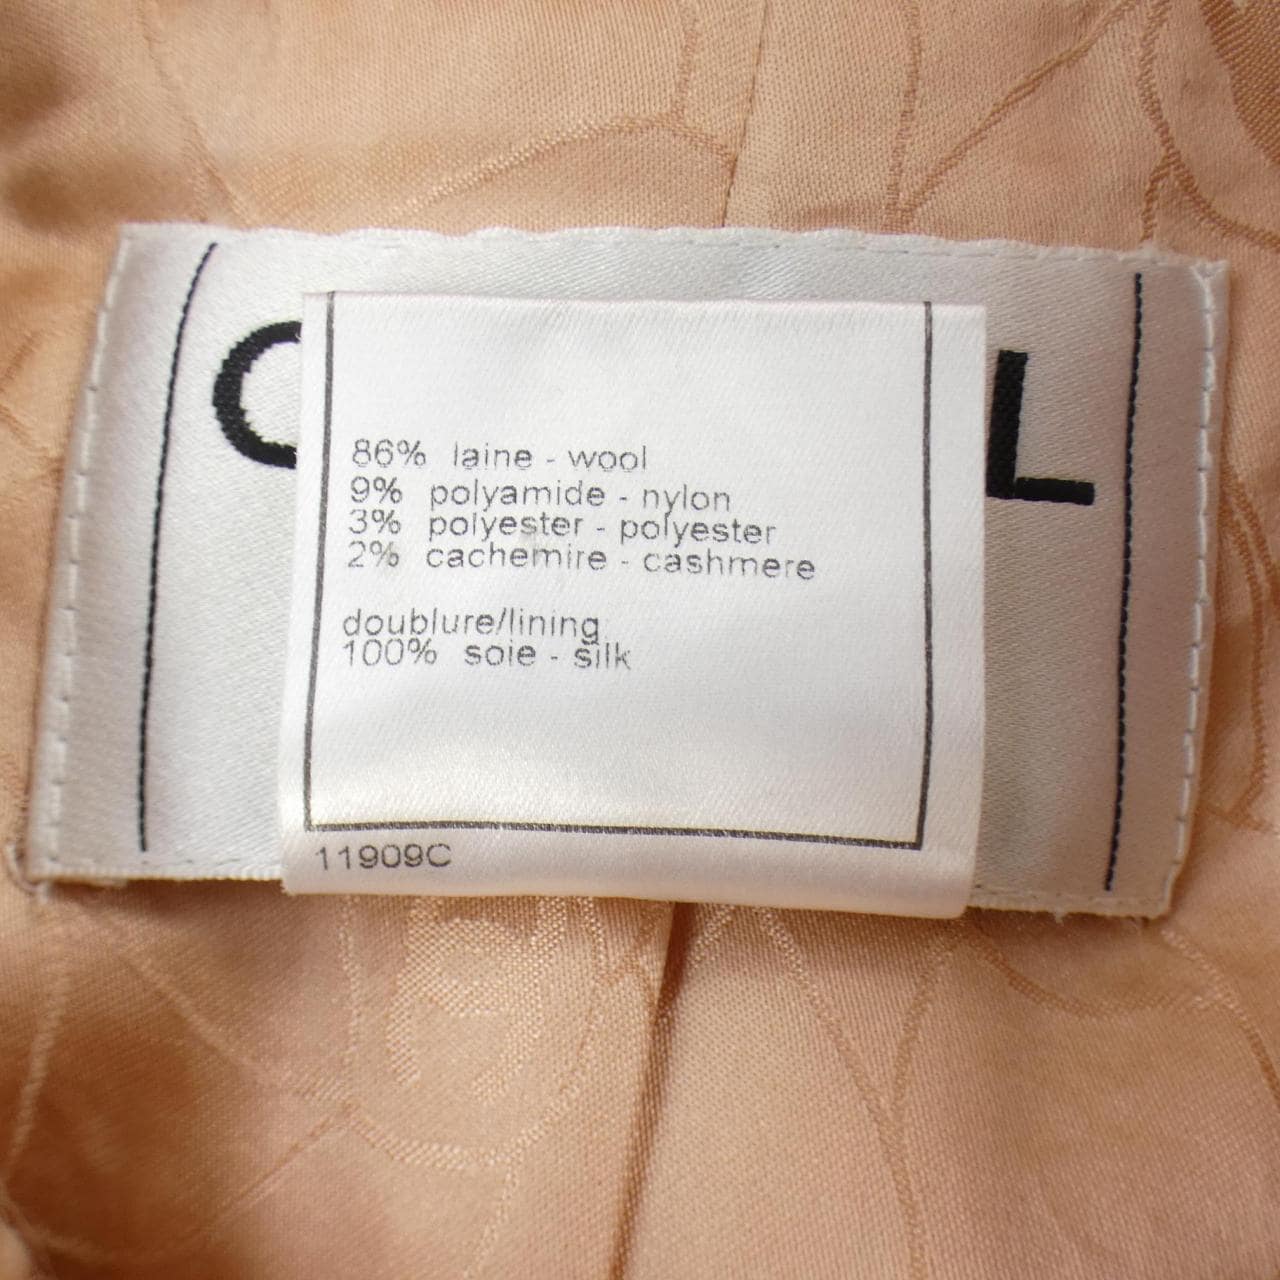 C L
86% laine - wool
9% polyamide - nylon
3% polyester - polyester
2% cachemire - cashmere
doublure/lining
100% soie - silk
11909C